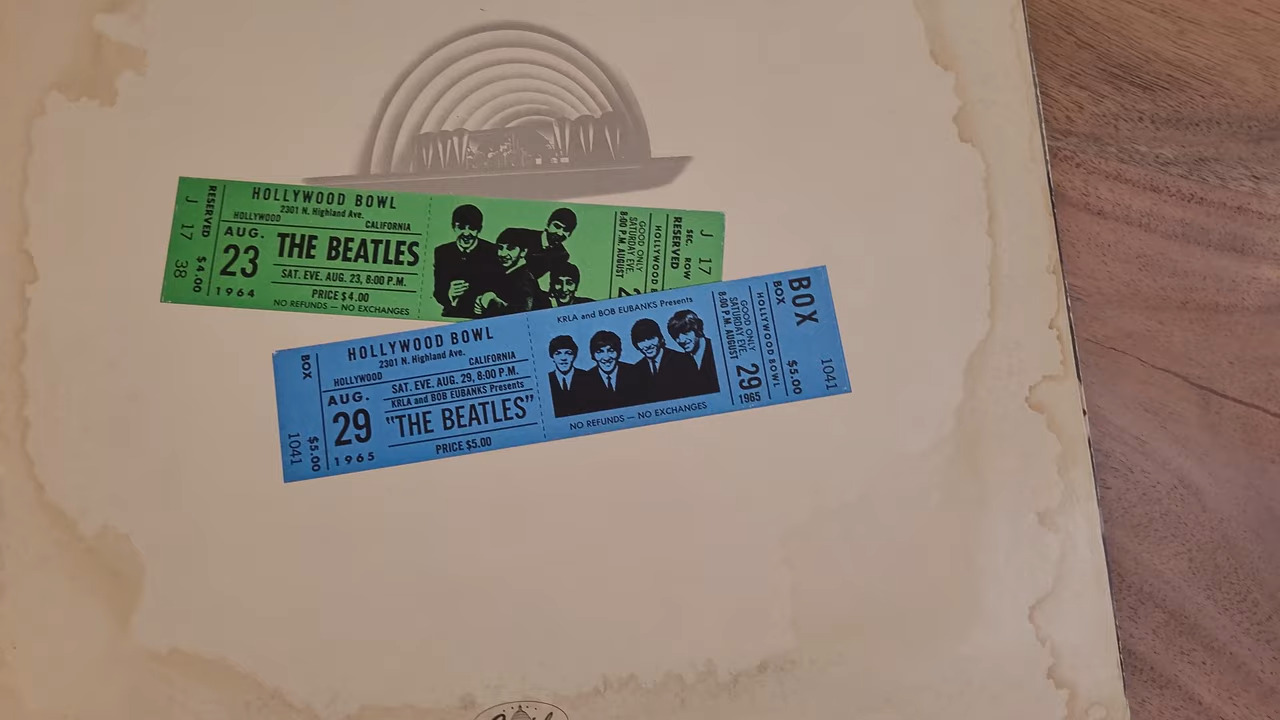 RESERVED
J 17 38
$4.00
HOLLYWOOD BOWL
2301 N. Highland Ave.
HOLLYWOOD CALIFORNIA
AUG.
23
1964
THE BEATLES
SAT. EVE. AUG. 23, 8:00 P.M.
PRICE $4.00
NO REFUNDS — NO EXCHANGES
GOOD ONLY
SATURDAY EVE.
8:00 P.M. AUGUST
HOLLYWOOD
SEC. ROW
RESERVED
J 17
BOX
1041
$5.00
HOLLYWOOD BOWL
2301 N. Highland Ave.
HOLLYWOOD CALIFORNIA
AUG.
29
1965
SAT. EVE. AUG. 29, 8:00 P.M.
KRLA and BOB EUBANKS Presents
"THE BEATLES"
PRICE $5.00
KRLA and BOB EUBANKS Presents
NO REFUNDS — NO EXCHANGES
GOOD ONLY
SATURDAY EVE.
8:00 P.M. AUGUST
29
1965
HOLLYWOOD BOWL
BOX
$5.00
BOX
1041